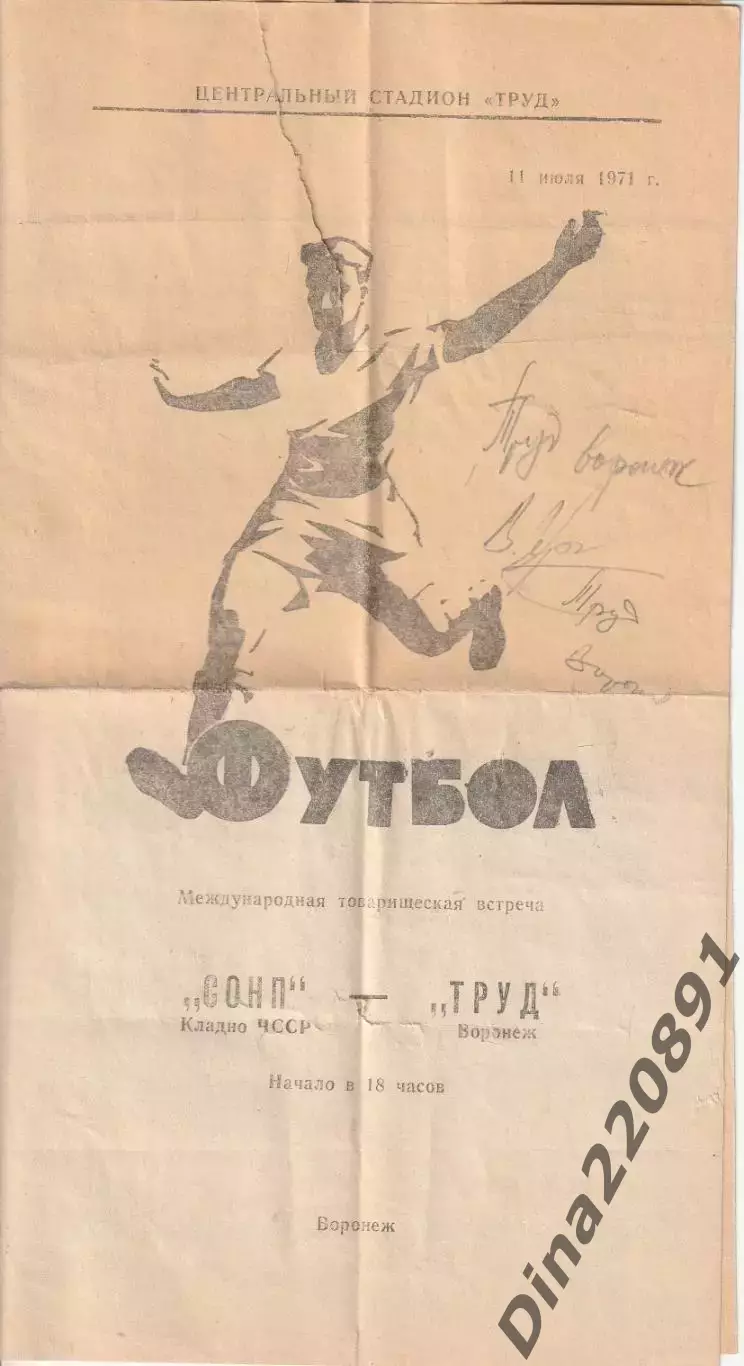 ЦЕНТРАЛЬНЫЙ СТАДИОН «ТРУД»
11 июля 1971 г.
Труд воронеж
Труд
ФУТБОЛ
Международная товарищеская встреча
„СОНП“ — „ТРУД“
Кладно ЧССР Воронеж
Начало в 18 часов
Воронеж
Dina220891